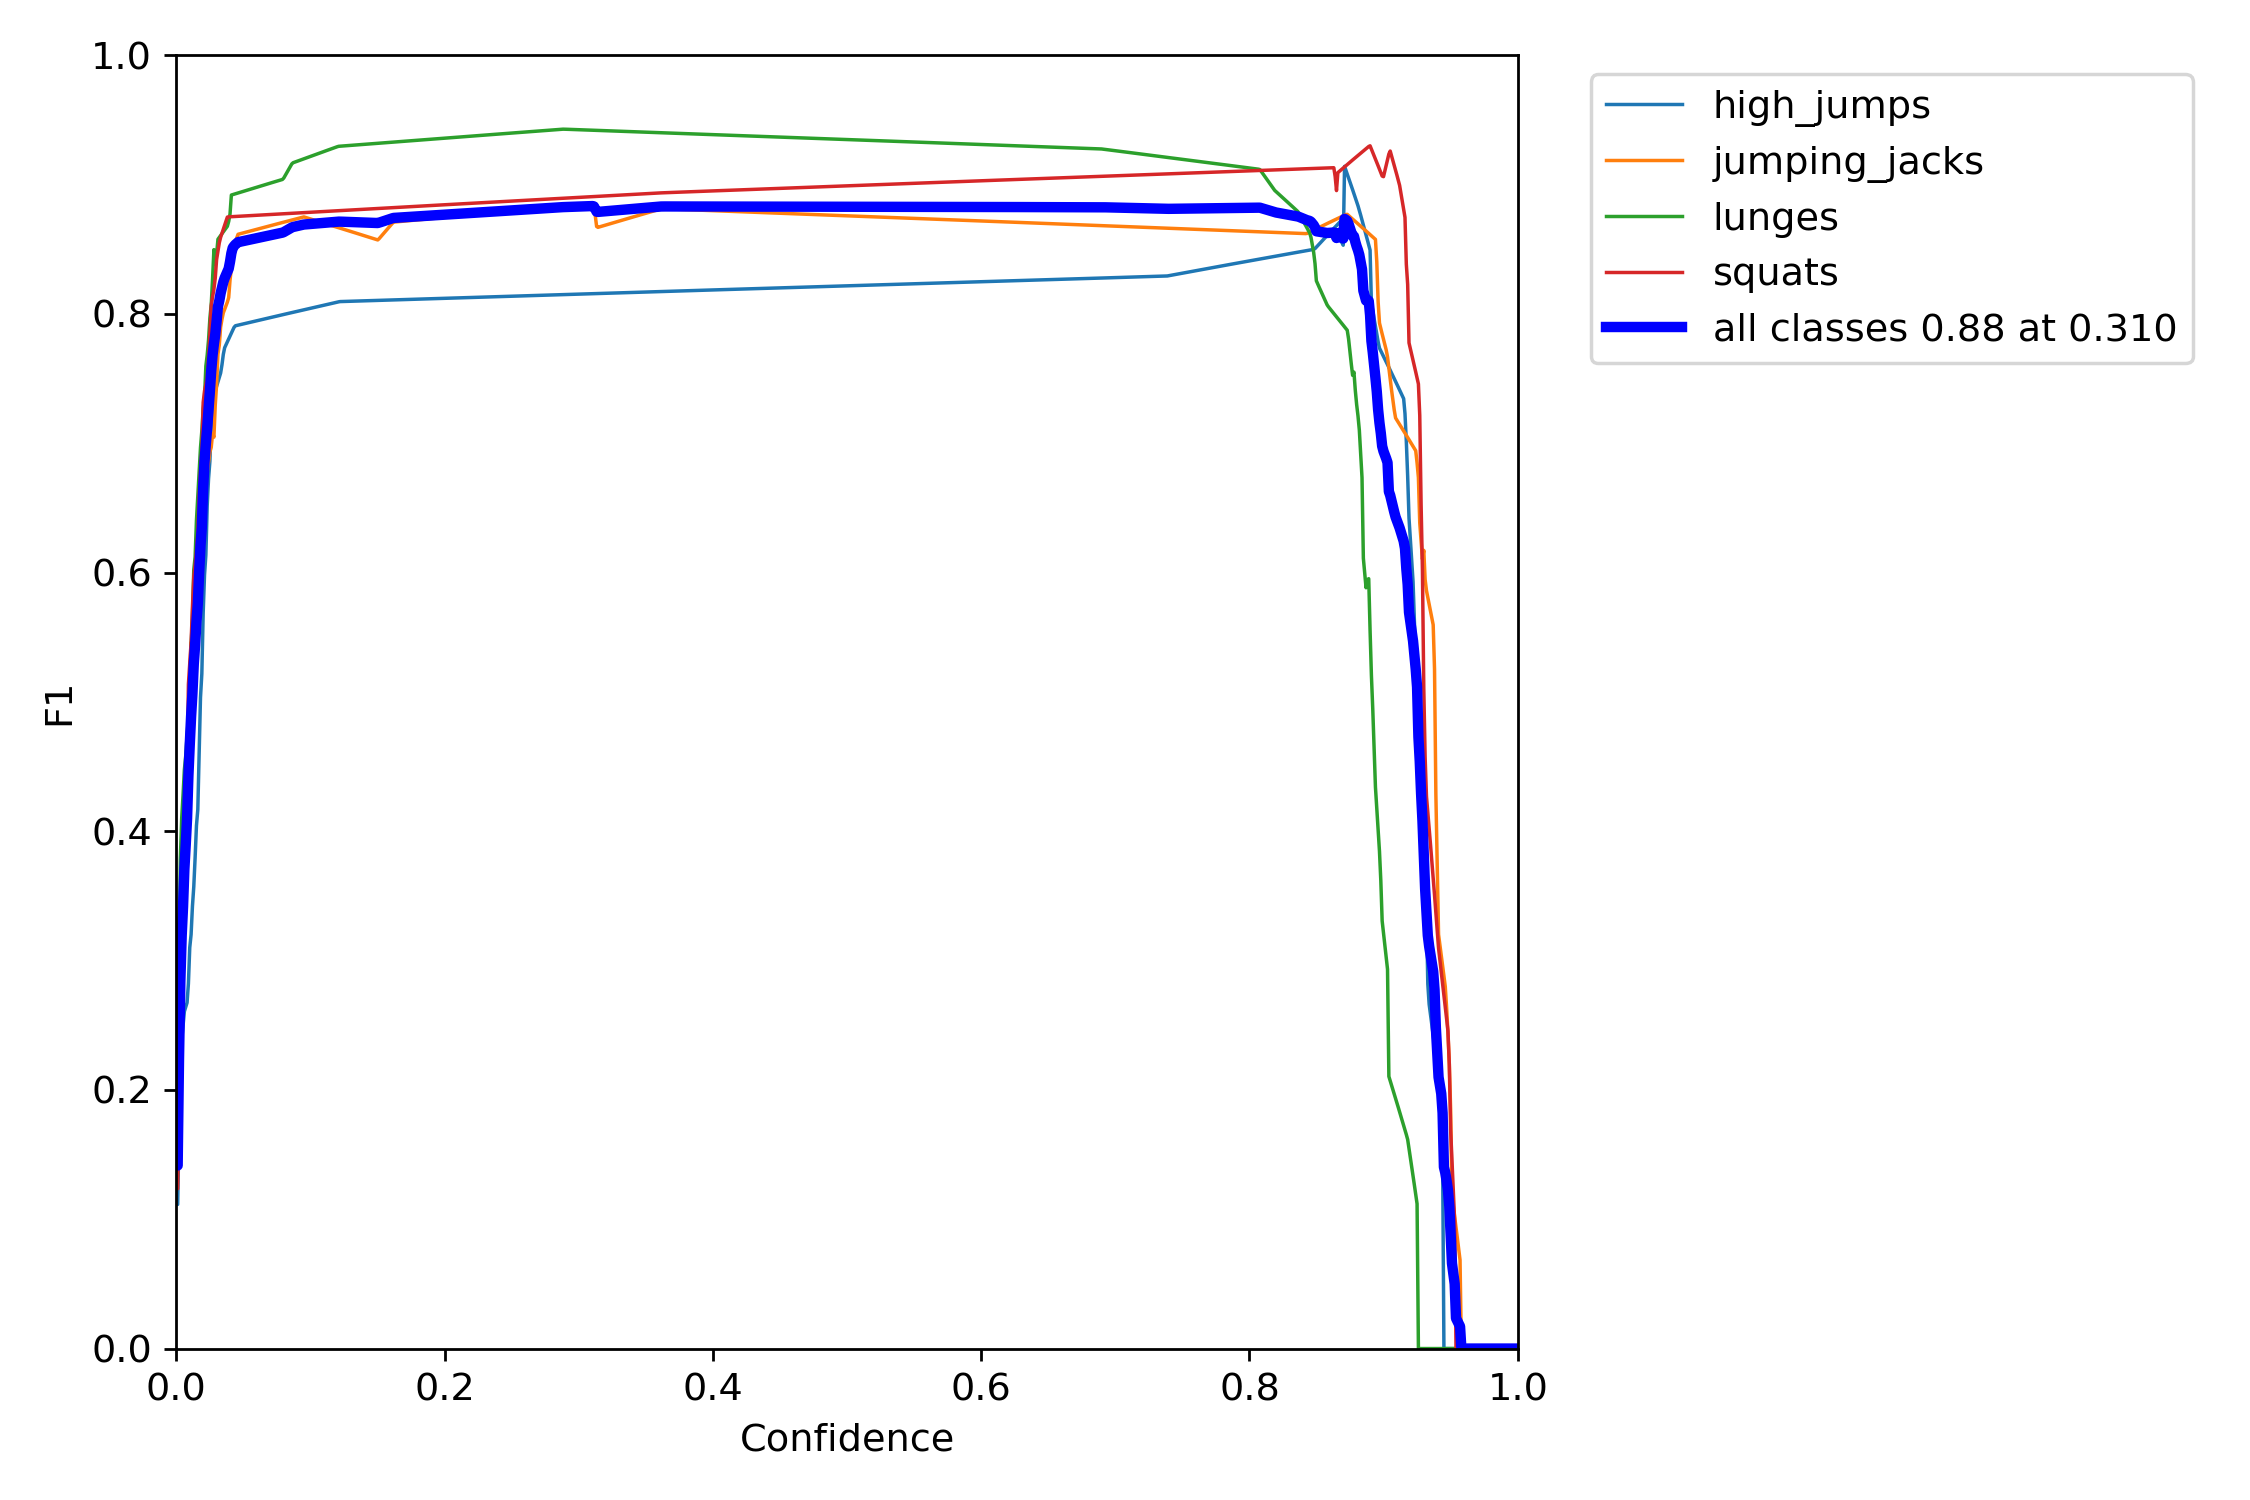 1.0
0.8
0.6
0.4
0.2
0.0
F1
0.0 0.2 0.4 0.6 0.8 1.0
Confidence
high_jumps
jumping_jacks
lunges
squats
all classes 0.88 at 0.310